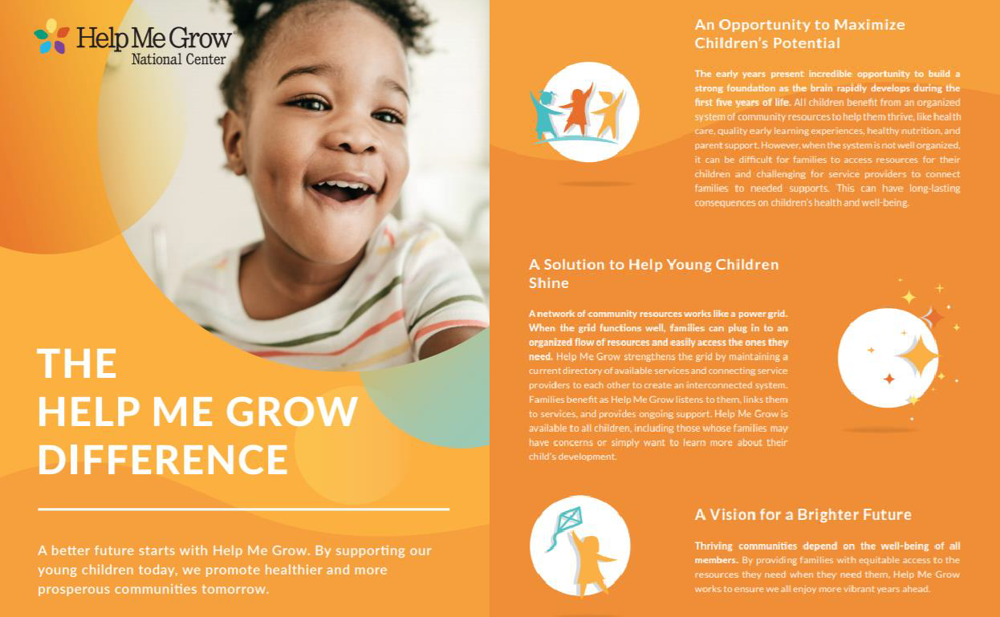 Help Me Grow
National Center
THE
HELP ME GROW
DIFFERENCE
A better future starts with Help Me Grow. By supporting our
young children today, we promote healthier and more
prosperous communities tomorrow.
An Opportunity to Maximize
Children's Potential
The early years present incredible opportunity to build a
strong foundation as the brain rapidly develops during the
first five years of life. All children benefit from an organized
system of community resources to help them thrive, like health
care, quality early learning experiences, healthy nutrition, and
parent support. However, when the system is not well organized,
it can be difficult for families to access resources for their
children and challenging for service providers to connect
families to needed supports. This can have long-lasting
consequences on children's health and well-being.
A Solution to Help Young Children
Shine
A network of community resources works like a power grid.
When the grid functions well, families can plug in to an
organized flow of resources and easily access the ones they
need. Help Me Grow strengthens the grid by maintaining a
current directory of available services and connecting service
providers to each other to create an interconnected system.
Families benefit as Help Me Grow listens to them, links them
to services, and provides ongoing support. Help Me Grow is
available to all children, including those whose families may
have concerns or simply want to learn more about their
child's development.
A Vision for a Brighter Future
Thriving communities depend on the well-being of all
members. By providing families with equitable access to the
resources they need when they need them, Help Me Grow
works to ensure we all enjoy more vibrant years ahead.